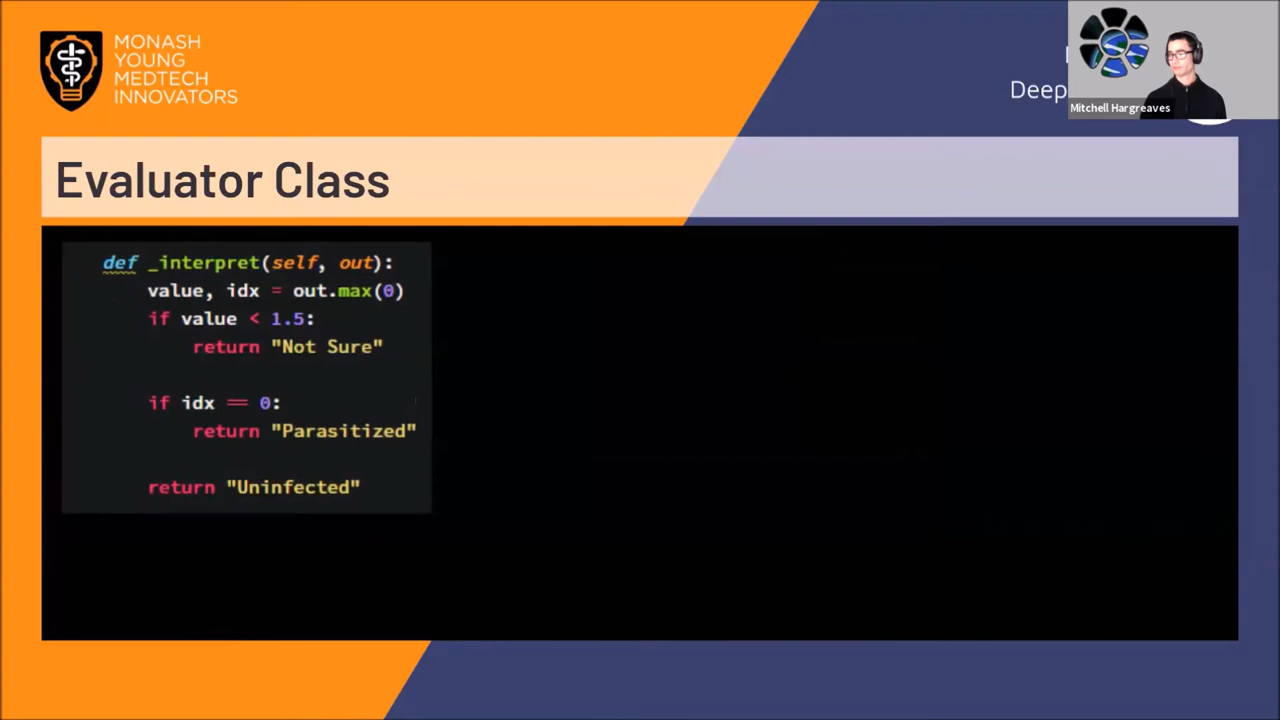 MONASH
YOUNG
MEDTECH
INNOVATORS
Deep
Mitchell Hargreaves
Evaluator Class
def _interpret(self, out):
value, idx = out.max(0)
if value < 1.5:
return "Not Sure"
if idx == 0:
return "Parasitized"
return "Uninfected"